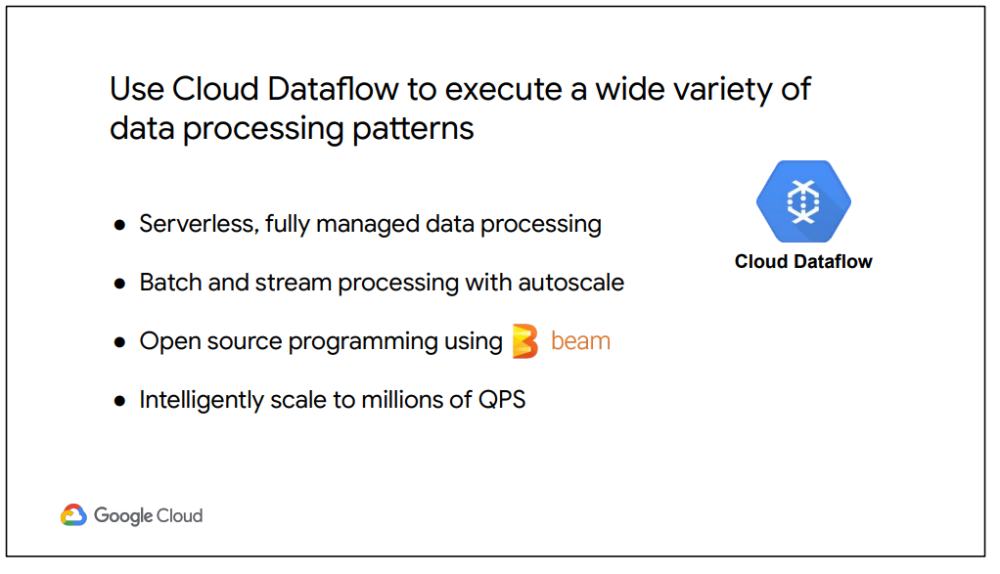 Use Cloud Dataflow to execute a wide variety of
data processing patterns
● Serverless, fully managed data processing
● Batch and stream processing with autoscale
● Open source programming using beam
● Intelligently scale to millions of QPS
Cloud Dataflow
Google Cloud